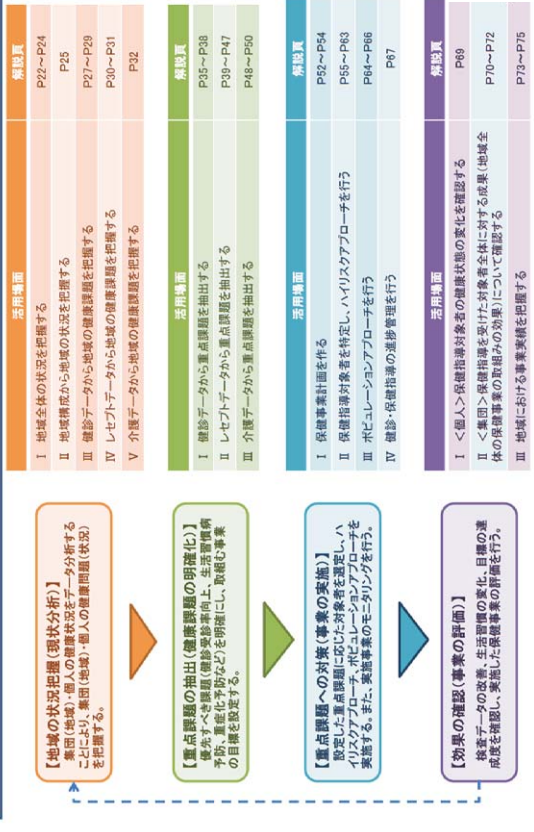 【地域の状況把握(現状分析)】
集団(地域)・個人の健康状況をデータ分析する
ことにより、集団(地域)・個人の健康問題(状況)
を把握する。
活用場面 解説頁
Ⅰ 地域全体の状況を把握する P22~P24
Ⅱ 地域構成から地域の状況を把握する P25
Ⅲ 健診データから地域の健康課題を把握する P27~P29
Ⅳ レセプトデータから地域の健康課題を把握する P30~P31
Ⅴ 介護データから地域の健康課題を把握する P32
【重点課題の抽出(健康課題の明確化)】
優先すべき課題(健診受診率向上、生活習慣病
予防、重症化予防など)を明確にし、取組む事業
の目標を設定する。
活用場面 解説頁
Ⅰ 健診データから重点課題を抽出する P35~P38
Ⅱ レセプトデータから重点課題を抽出する P39~P47
Ⅲ 介護データから重点課題を抽出する P48~P50
【重点課題への対策(事業の実施)】
設定した重点課題に応じた対象者を選定し、ハ
イリスクアプローチ、ポピュレーションアプローチを
実施する。また、実施事業のモニタリングを行う。
活用場面 解説頁
Ⅰ 保健事業計画を作る P52~P54
Ⅱ 保健指導対象者を特定し、ハイリスクアプローチを行う P55~P63
Ⅲ ポピュレーションアプローチを行う P64~P66
Ⅳ 健診・保健指導の進捗管理を行う P67
【効果の確認(事業の評価)】
検査データの改善、生活習慣の変化、目標の達
成度を確認し、実施した保健事業の評価を行う。
活用場面 解説頁
Ⅰ <個人>保健指導対象者の健康状態の変化を確認する P69
Ⅱ <集団>保健指導を受けた対象者全体に対する成果(地域全
体の保健事業の取組みの効果)について確認する P70~P72
Ⅲ 地域における事業実績を把握する P73~P75